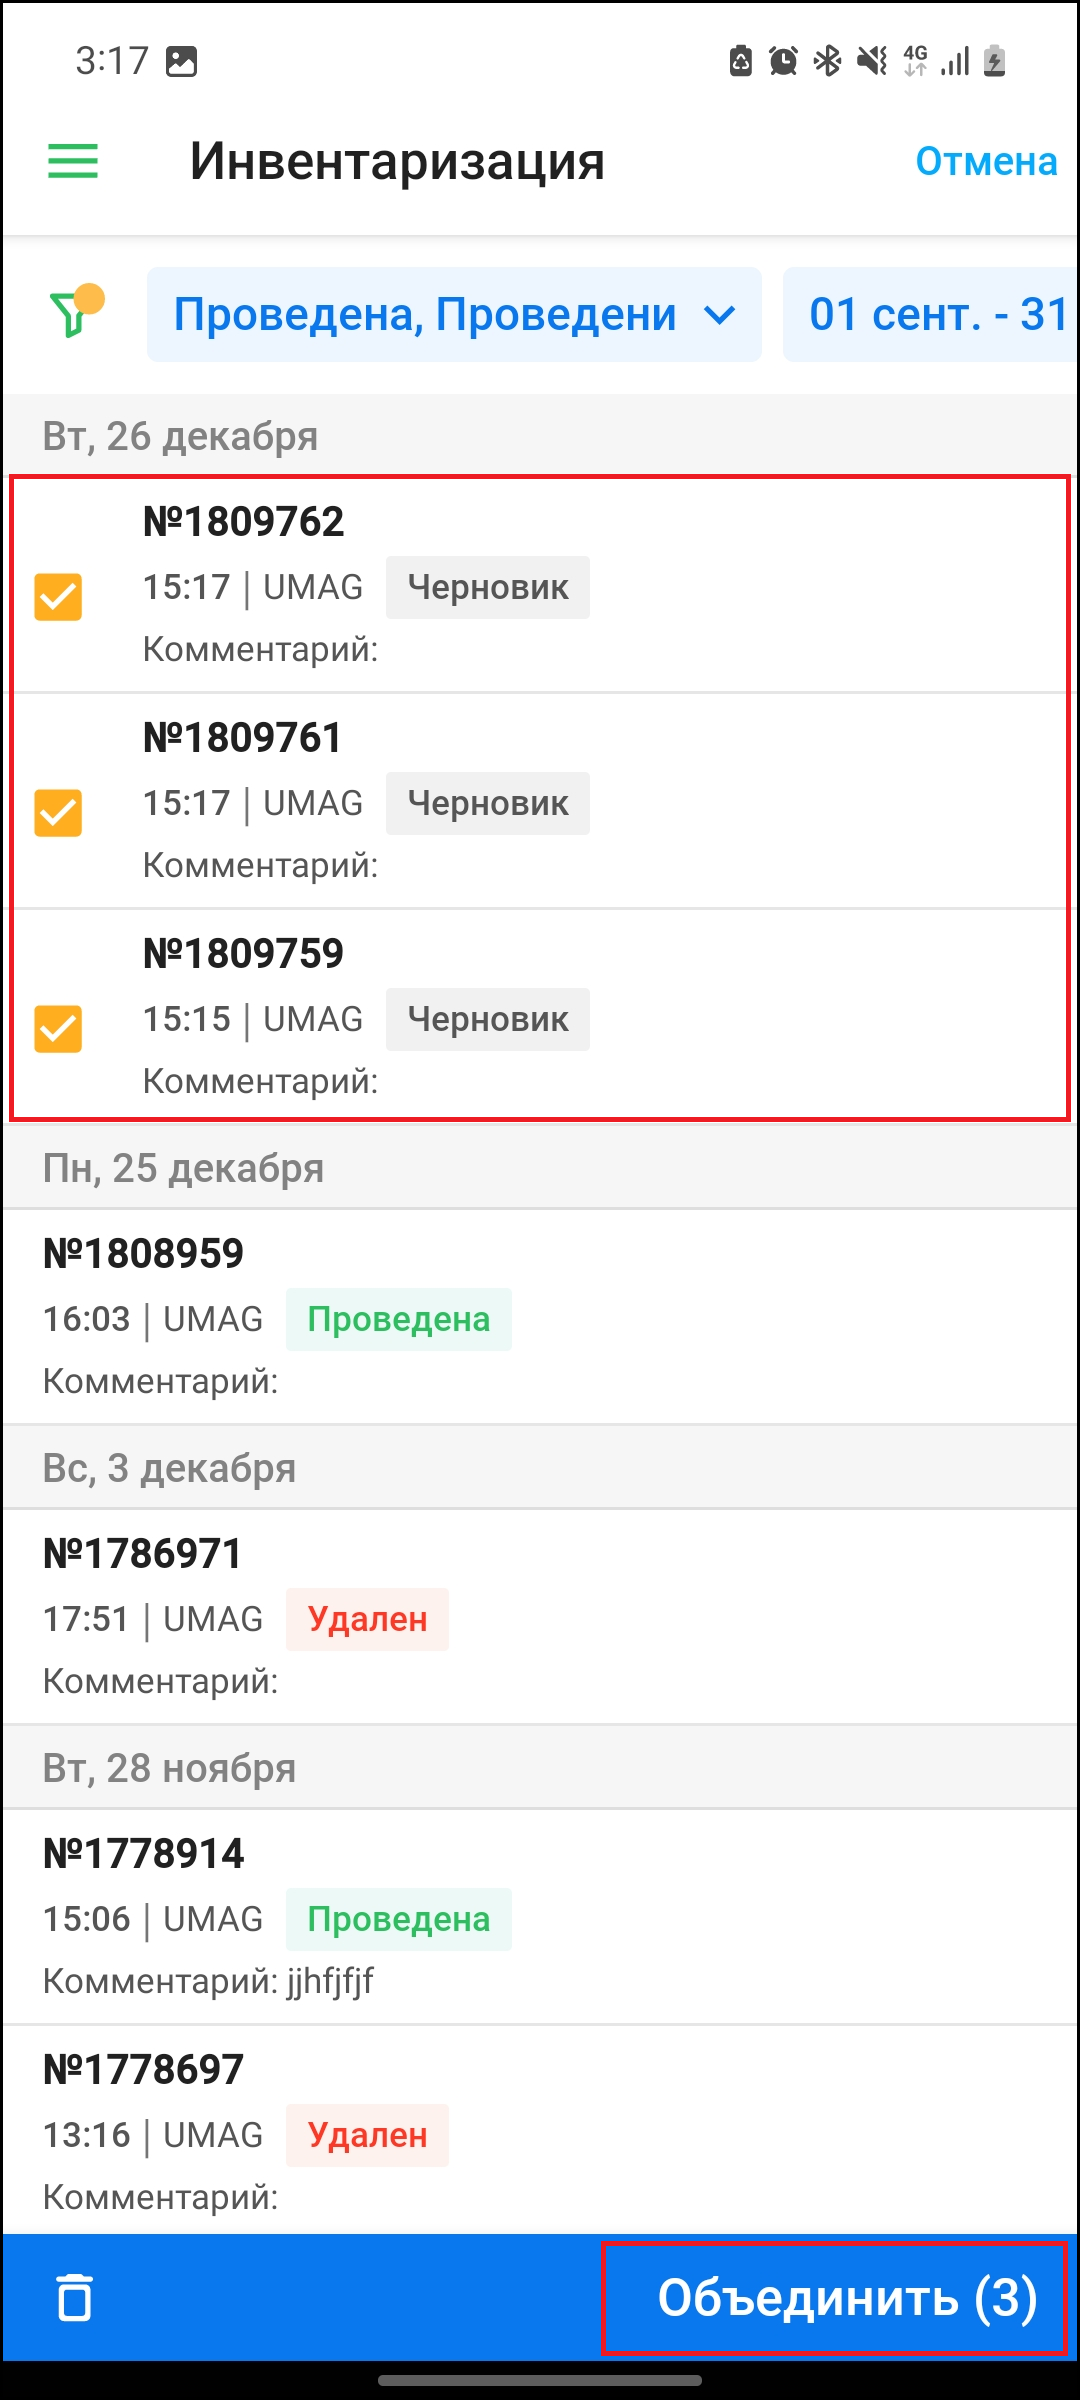 3:17 4G
Инвентаризация Отмена
Проведена, Проведени 01 сент. - 31
Вт, 26 декабря
№1809762
15:17 | UMAG Черновик
Комментарий:
№1809761
15:17 | UMAG Черновик
Комментарий:
№1809759
15:15 | UMAG Черновик
Комментарий:
Пн, 25 декабря
№1808959
16:03 | UMAG Проведена
Комментарий:
Вс, 3 декабря
№1786971
17:51 | UMAG Удален
Комментарий:
Вт, 28 ноября
№1778914
15:06 | UMAG Проведена
Комментарий: jjhfjfjf
№1778697
13:16 | UMAG Удален
Комментарий:
Объединить (3)